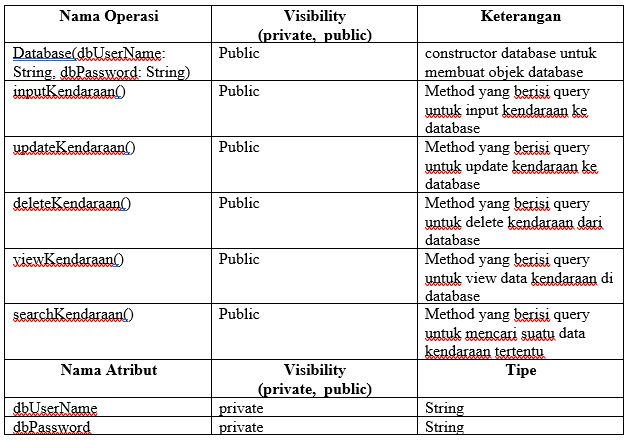 Nama Operasi Visibility Keterangan
(private, public)
Database(dbUserName: Public constructor database untuk
String, dbPassword: String) membuat objek database
inputKendaraan() Public Method yang berisi query
untuk input kendaraan ke
database
updateKendaraan() Public Method yang berisi query
untuk update kendaraan ke
database
deleteKendaraan() Public Method yang berisi query
untuk delete kendaraan dari
database
viewKendaraan() Public Method yang berisi query
untuk view data kendaraan di
database
searchKendaraan() Public Method yang berisi query
untuk mencari suatu data
kendaraan tertentu
Nama Atribut Visibility Tipe
(private, public)
dbUserName private String
dbPassword private String